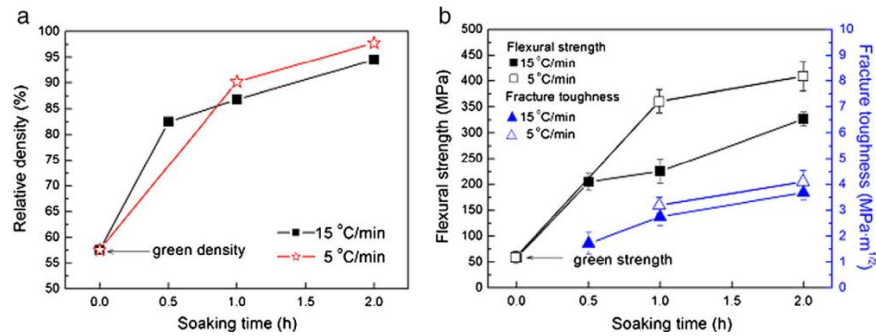 a
100
95
90
85
80
75
70
65
60
55
50
Relative density (%)
green density
15 °C/min
5 °C/min
0.0 0.5 1.0 2.0
Soaking time (h)
b
500
450
400
350
300
250
200
150
100
50
0
Flexural strength (MPa)
Flexural strength
15 °C/min
5 °C/min
Fracture toughness
15 °C/min
5 °C/min
green strength
0.0 0.5 1.0 2.0
Soaking time (h)
10
9
8
7
6
5
4
3
2
1
0
Fracture toughness (MPa·m1/2)